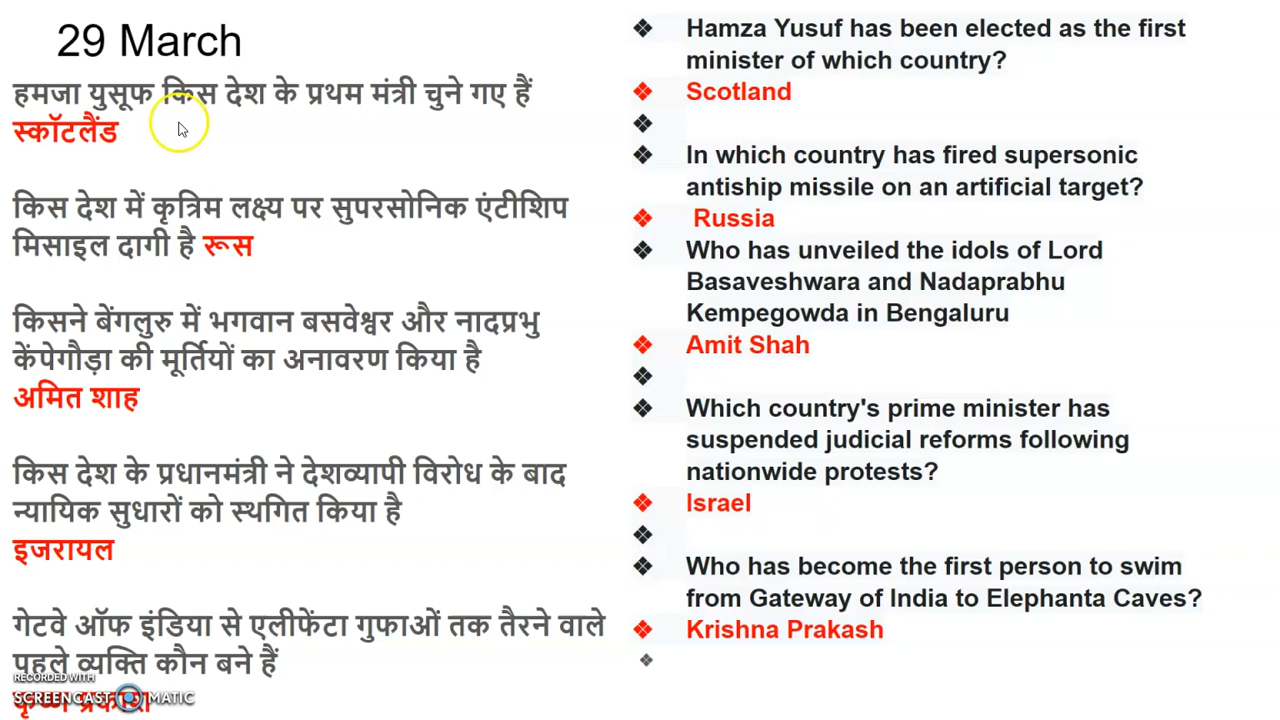 29 March
हमजा युसूफ किस देश के प्रथम मंत्री चुने गए हैं
स्कॉटलैंड
किस देश में कृत्रिम लक्ष्य पर सुपरसोनिक एंटीशिप
मिसाइल दागी है रूस
किसने बेंगलुरु में भगवान बसवेश्वर और नादप्रभु
केंपेगौड़ा की मूर्तियों का अनावरण किया है
अमित शाह
किस देश के प्रधानमंत्री ने देशव्यापी विरोध के बाद
न्यायिक सुधारों को स्थगित किया है
इजरायल
गेटवे ऑफ इंडिया से एलीफेंटा गुफाओं तक तैरने वाले
पहले व्यक्ति कौन बने हैं
कृष्ण प्रकाश
RECORDED WITH
SCREENCAST MATIC
Hamza Yusuf has been elected as the first
minister of which country?
Scotland
In which country has fired supersonic
antiship missile on an artificial target?
Russia
Who has unveiled the idols of Lord
Basaveshwara and Nadaprabhu
Kempegowda in Bengaluru
Amit Shah
Which country's prime minister has
suspended judicial reforms following
nationwide protests?
Israel
Who has become the first person to swim
from Gateway of India to Elephanta Caves?
Krishna Prakash